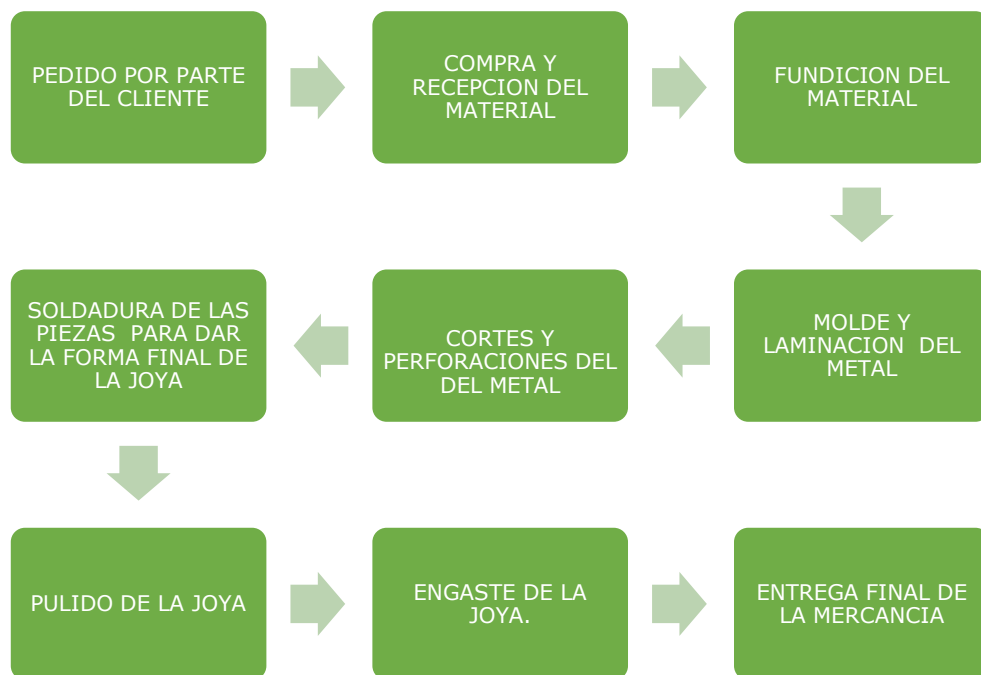 PEDIDO POR PARTE
DEL CLIENTE
COMPRA Y
RECEPCION DEL
MATERIAL
FUNDICION DEL
MATERIAL
MOLDE Y
LAMINACION DEL
METAL
CORTES Y
PERFORACIONES DEL
DEL METAL
SOLDADURA DE LAS
PIEZAS PARA DAR
LA FORMA FINAL DE
LA JOYA
PULIDO DE LA JOYA
ENGASTE DE LA
JOYA.
ENTREGA FINAL DE
LA MERCANCIA